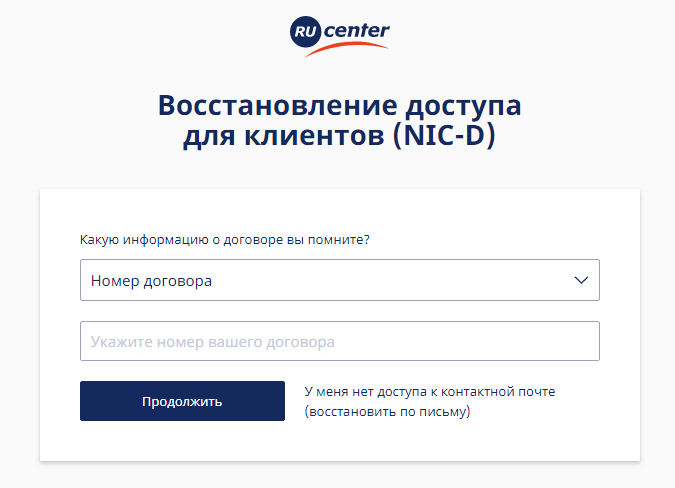 RU center
Восстановление доступа
для клиентов (NIC-D)
Какую информацию о договоре вы помните?
Номер договора
Укажите номер вашего договора
Продолжить
У меня нет доступа к контактной почте
(восстановить по письму)